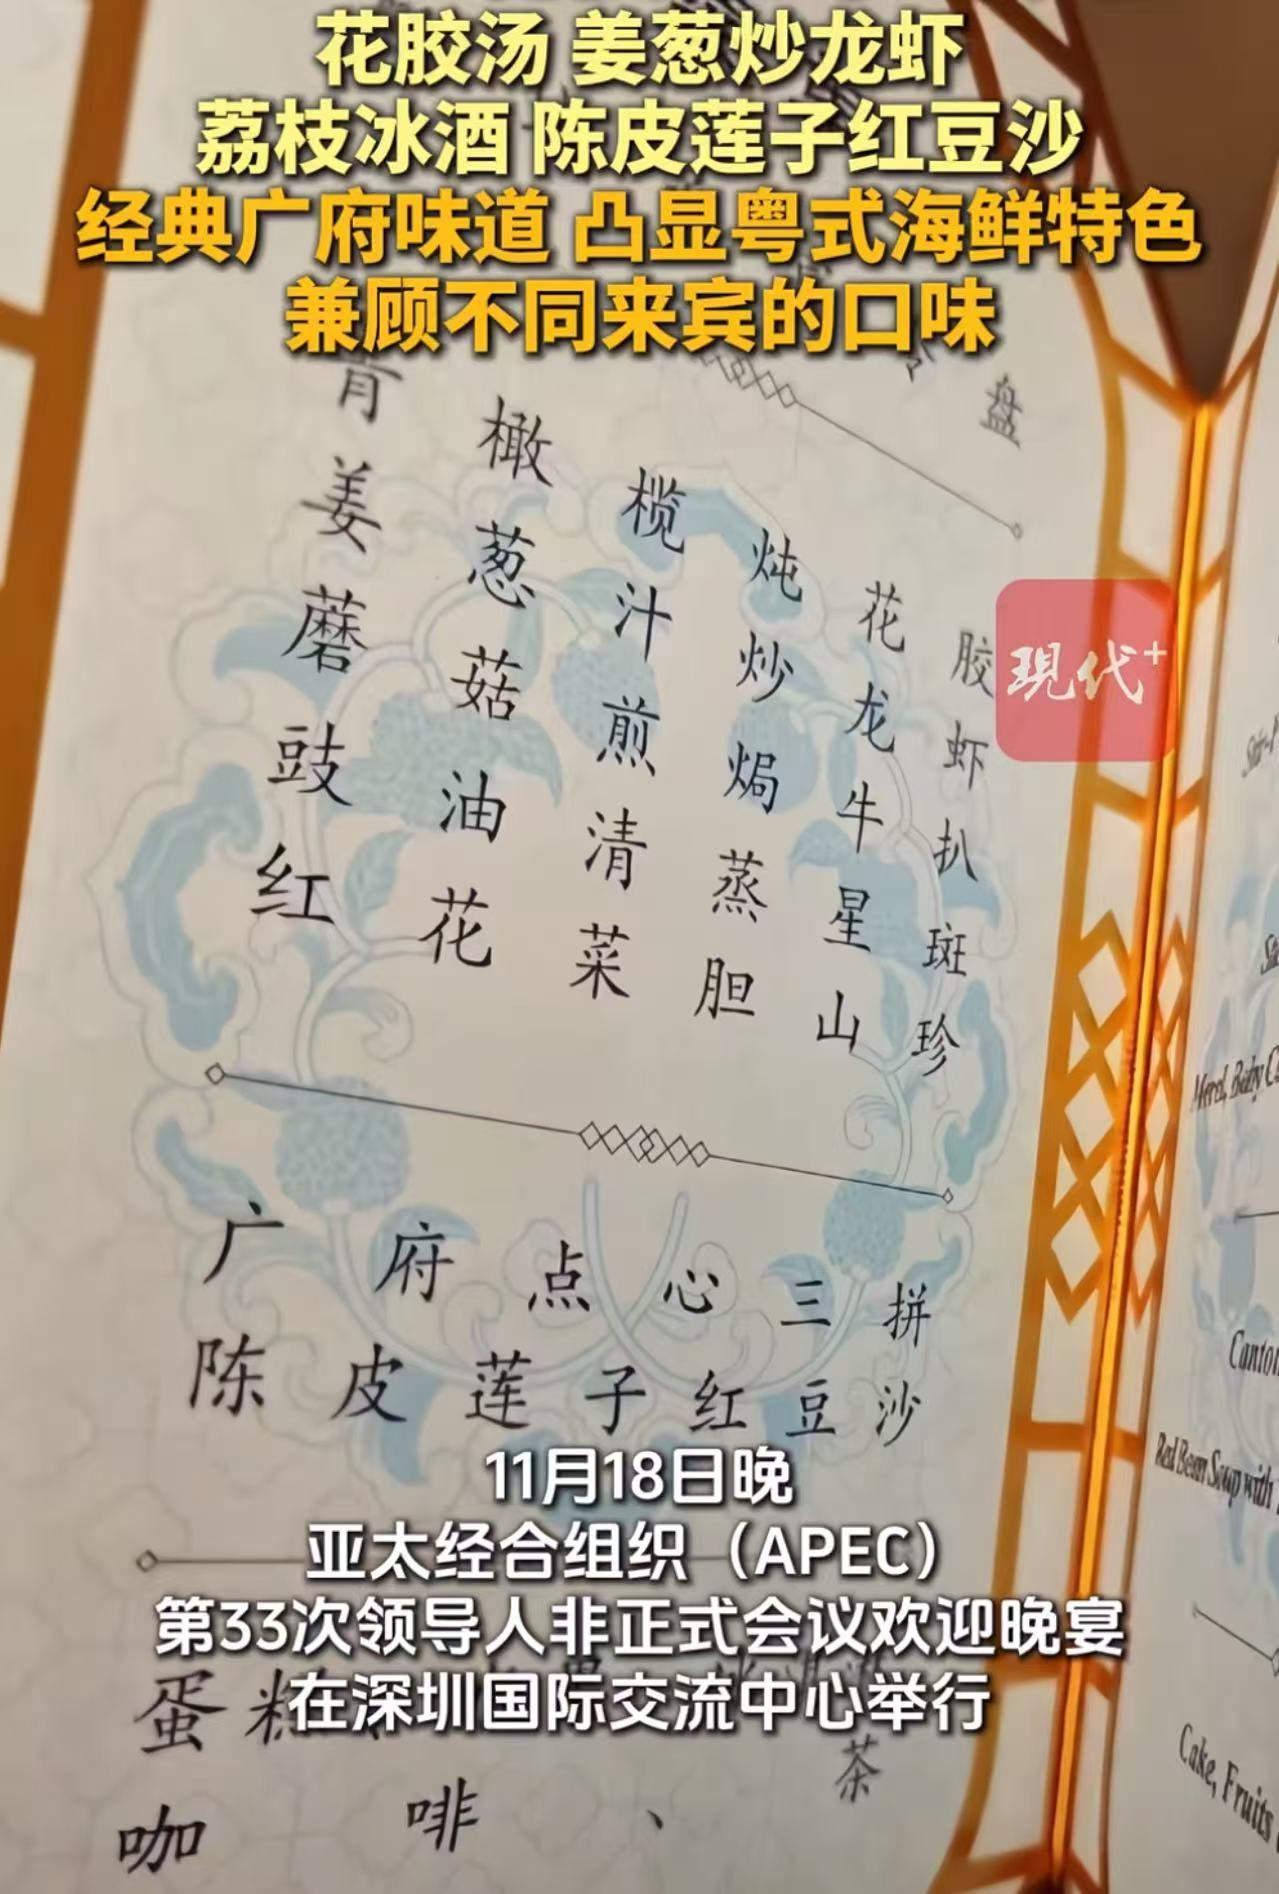 花胶汤 姜葱炒龙虾
荔枝冰酒 陈皮莲子红豆沙
经典广府味道 凸显粤式海鲜特色
兼顾不同来宾的口味
冷盘
青橄榄炖花胶
姜葱汁炒龙虾
蘑菇煎焗牛扒
豉油清蒸星斑
红花菜胆山珍
现代+
广府点心三拼
陈皮莲子红豆沙
11月18日晚
亚太经合组织（APEC）
第33次领导人非正式会议欢迎晚宴
在深圳国际交流中心举行
蛋糕
咖啡、茶
Baby
Red Bean Soup with
Cake, Fruits